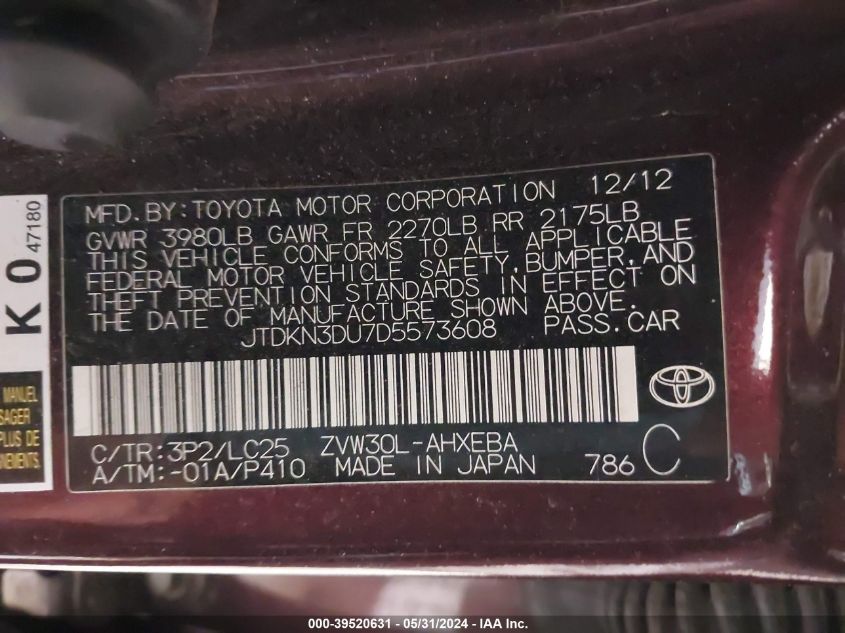 MFD. BY: TOYOTA MOTOR CORPORATION 12/12
GVWR 3980LB GAWR FR 2270LB RR 2175LB
THIS VEHICLE CONFORMS TO ALL APPLICABLE
FEDERAL MOTOR VEHICLE SAFETY, BUMPER, AND
THEFT PREVENTION STANDARDS IN EFFECT ON
THE DATE OF MANUFACTURE SHOWN ABOVE.
JTDKN3DU7D5573608 PASS. CAR
C/TR: 3P2/LC25 ZVW30L-AHXEBA
A/TM: -01A/P410 MADE IN JAPAN 786 C
K 0 47180
MANUEL
SAGER
PLUS DE
GNEMENTS.
000-39520631 - 05/31/2024 - IAA Inc.